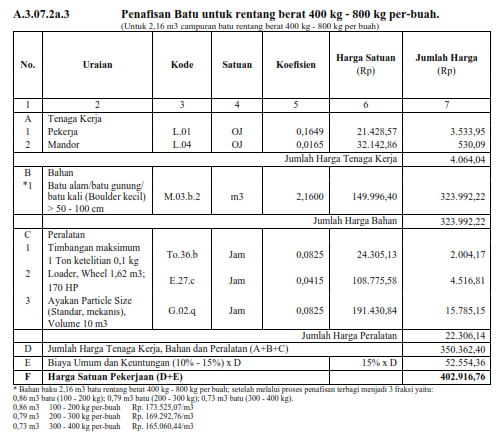 A.3.07.2a.3 Penafisan Batu untuk rentang berat 400 kg - 800 kg per-buah.
(Untuk 2,16 m3 campuran batu rentang berat 400 kg - 800 kg per buah)
No. Uraian Kode Satuan Koefisien Harga Satuan (Rp) Jumlah Harga (Rp)
1 2 3 4 5 6 7
A Tenaga Kerja
1 Pekerja L.01 OJ 0,1649 21.428,57 3.533,95
2 Mandor L.04 OJ 0,0165 32.142,86 530,09
Jumlah Harga Tenaga Kerja 4.064,04
B Bahan
*1 Batu alam/batu gunung/
batu kali (Boulder kecil) M.03.b.2 m3 2,1600 149.996,40 323.992,22
> 50 - 100 cm
Jumlah Harga Bahan 323.992,22
C Peralatan
1 Timbangan maksimum
1 Ton ketelitian 0,1 kg To.36.b Jam 0,0825 24.305,13 2.004,17
2 Loader, Wheel 1,62 m3;
170 HP E.27.c Jam 0,0415 108.775,58 4.516,81
3 Ayakan Particle Size
(Standar, mekanis), G.02.q Jam 0,0825 191.430,84 15.785,15
Volume 10 m3
Jumlah Harga Peralatan 22.306,14
D Jumlah Harga Tenaga Kerja, Bahan dan Peralatan (A+B+C) 350.362,40
E Biaya Umum dan Keuntungan (10% - 15%) x D 15% x D 52.554,36
F Harga Satuan Pekerjaan (D+E) 402.916,76
* Bahan baku 2,16 m3 batu rentang berat 400 kg - 800 kg per buah; setelah melalui proses penafisan terbagi menjadi 3 fraksi yaitu:
0,86 m3 batu (100 - 200 kg); 0,79 m3 batu (200 - 300 kg); 0,73 m3 batu (300 - 400 kg).
0,86 m3 100 - 200 kg per-buah Rp. 173.525,07/m3
0,79 m3 200 - 300 kg per-buah Rp. 169.292,76/m3
0,73 m3 300 - 400 kg per-buah Rp. 165.060,44/m3